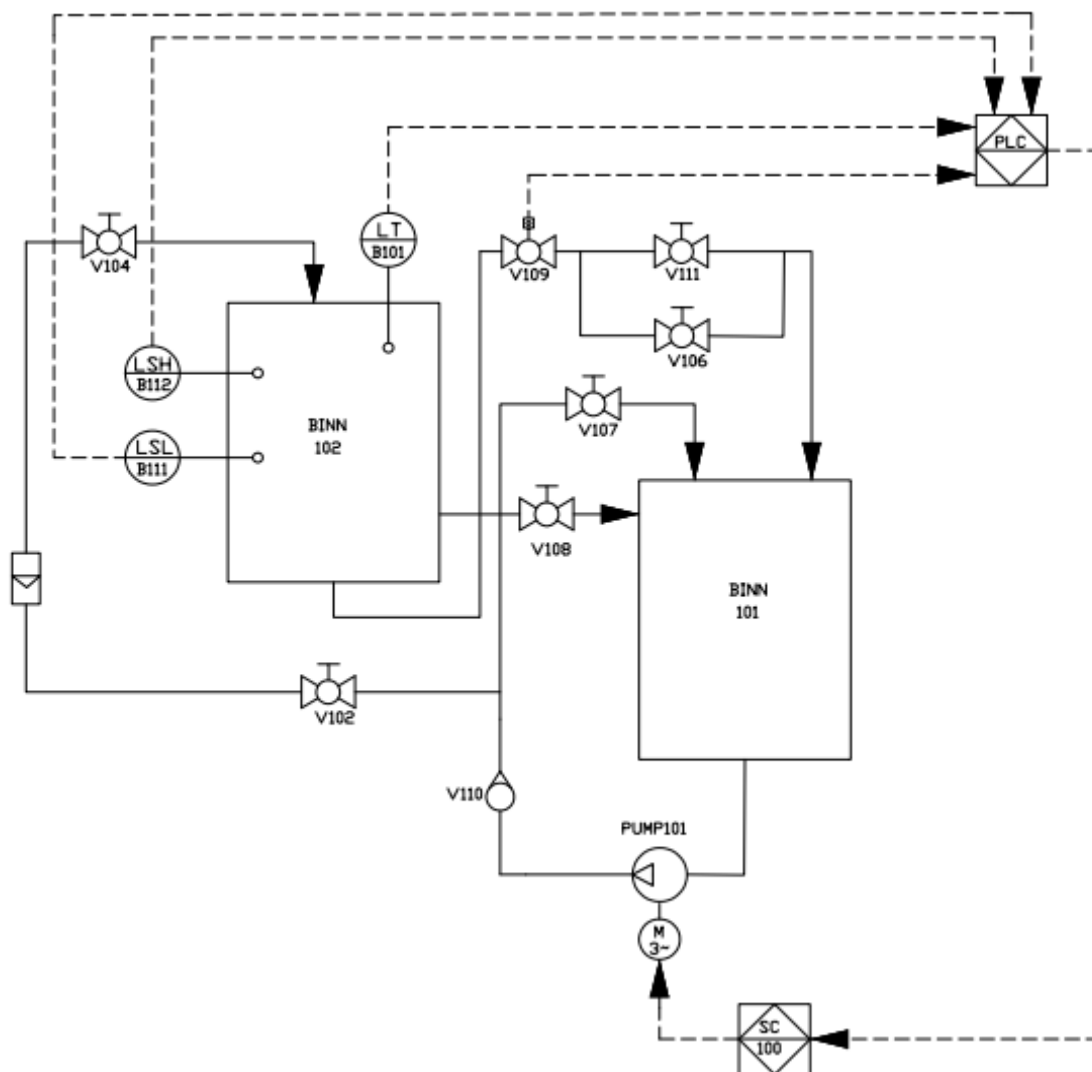 PLC
LT
B101
V104
V109
V111
V106
LSH
B112
V107
BINN
102
LSL
B111
V108
BINN
101
V102
V110
PUMP101
M
3~
SC
100